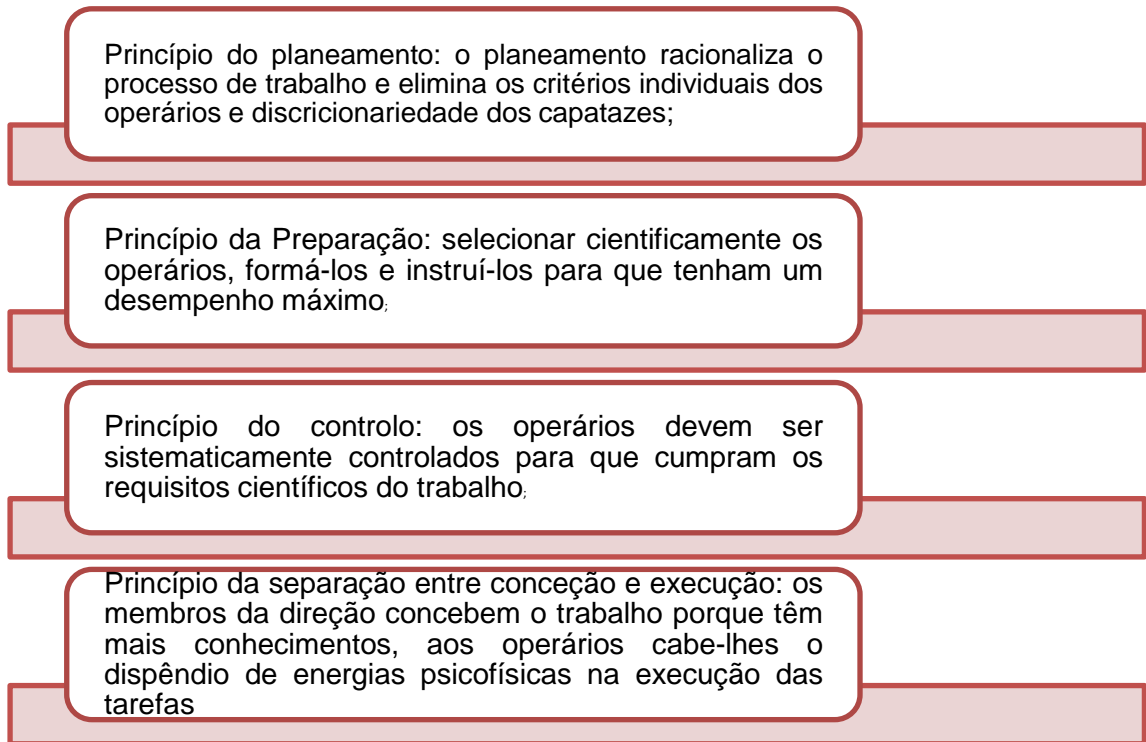 Princípio do planeamento: o planeamento racionaliza o
processo de trabalho e elimina os critérios individuais dos
operários e discricionariedade dos capatazes;
Princípio da Preparação: selecionar cientificamente os
operários, formá-los e instruí-los para que tenham um
desempenho máximo;
Princípio do controlo: os operários devem ser
sistematicamente controlados para que cumpram os
requisitos científicos do trabalho;
Princípio da separação entre conceção e execução: os
membros da direção concebem o trabalho porque têm
mais conhecimentos, aos operários cabe-lhes o
dispêndio de energias psicofísicas na execução das
tarefas